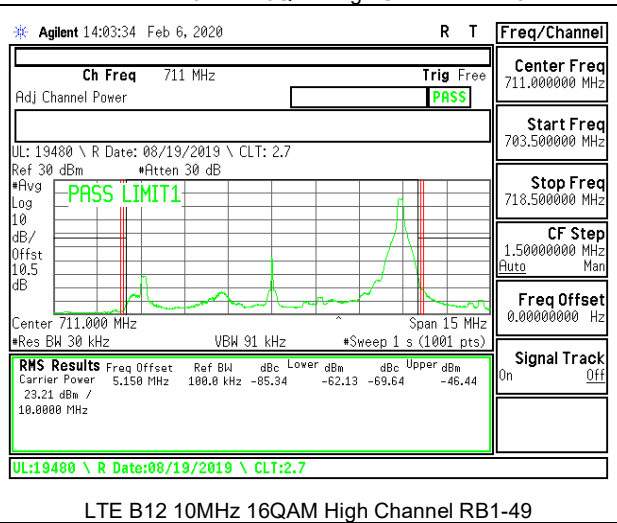 Agilent 14:03:34 Feb 6, 2020 R T
Freq/Channel
Ch Freq 711 MHz Trig Free
Adj Channel Power PASS
Center Freq
711.000000 MHz
Start Freq
703.500000 MHz
Stop Freq
718.500000 MHz
CF Step
1.50000000 MHz
Auto Man
Freq Offset
0.00000000 Hz
Signal Track
On Off
UL: 19480 \ R Date: 08/19/2019 \ CLT: 2.7
Ref 30 dBm #Atten 30 dB
#Avg
Log
10
dB/
Offst
10.5
dB
PASS LIMIT1
Center 711.000 MHz Span 15 MHz
#Res BW 30 kHz VBW 91 kHz #Sweep 1 s (1001 pts)
RMS Results Freq Offset Ref BW dBc Lower dBm dBc Upper dBm
Carrier Power 5.150 MHz 100.0 kHz -85.34 -62.13 -69.64 -46.44
23.21 dBm /
10.0000 MHz
UL:19480 \ R Date:08/19/2019 \ CLT:2.7
LTE B12 10MHz 16QAM High Channel RB1-49